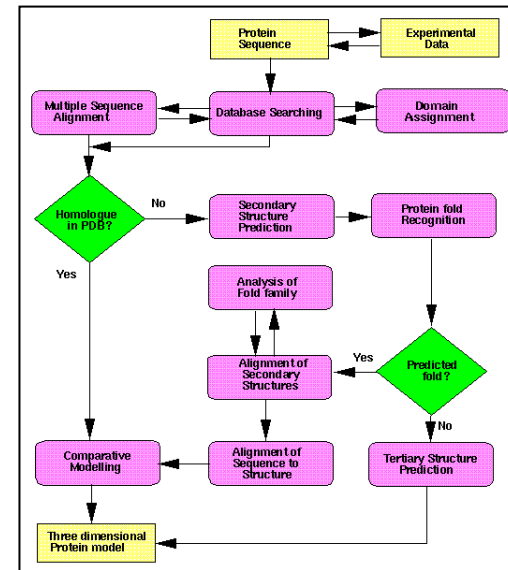 Protein
Sequence
Experimental
Data
Multiple Sequence
Alignment
Database Searching
Domain
Assignment
Homologue
in PDB?
No
Secondary
Structure
Prediction
Protein fold
Recognition
Yes
Analysis of
Fold family
Alignment of
Secondary
Structures
Yes
Predicted
fold?
No
Comparative
Modelling
Alignment of
Sequence to
Structure
Tertiary Structure
Prediction
Three dimensional
Protein model